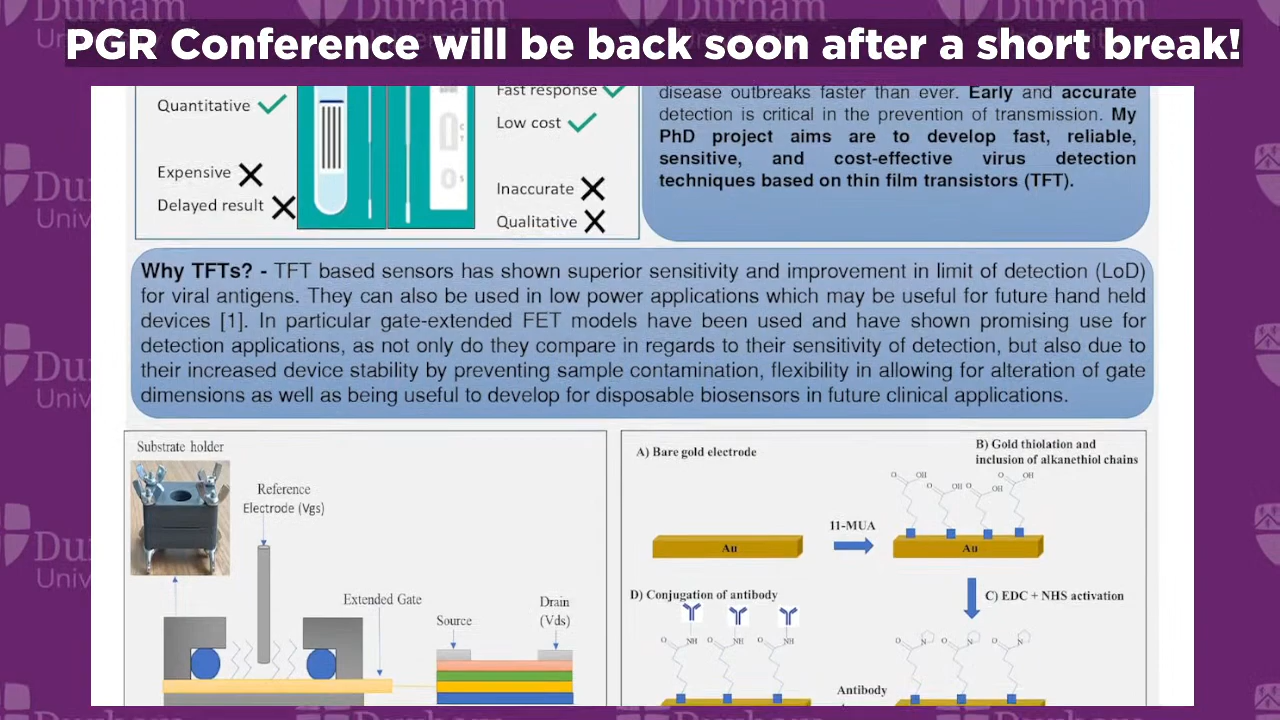 PGR Conference will be back soon after a short break!
Quantitative
Expensive
Delayed result
Fast response
Low cost
Inaccurate
Qualitative
disease outbreaks faster than ever. Early and accurate
detection is critical in the prevention of transmission. My
PhD project aims are to develop fast, reliable,
sensitive, and cost-effective virus detection
techniques based on thin film transistors (TFT).
Why TFTs? - TFT based sensors has shown superior sensitivity and improvement in limit of detection (LoD)
for viral antigens. They can also be used in low power applications which may be useful for future hand held
devices [1]. In particular gate-extended FET models have been used and have shown promising use for
detection applications, as not only do they compare in regards to their sensitivity of detection, but also due to
their increased device stability by preventing sample contamination, flexibility in allowing for alteration of gate
dimensions as well as being useful to develop for disposable biosensors in future clinical applications.
Substrate holder
Reference
Electrode (Vgs)
Extended Gate
Source
Drain
(Vds)
A) Bare gold electrode
B) Gold thiolation and
inclusion of alkanethiol chains
O OH O OH O OH O OH
11-MUA
Au
Au
D) Conjugation of antibody
C) EDC + NHS activation
O NH O NH O NH
O N O N O N
Antibody
Durham
University